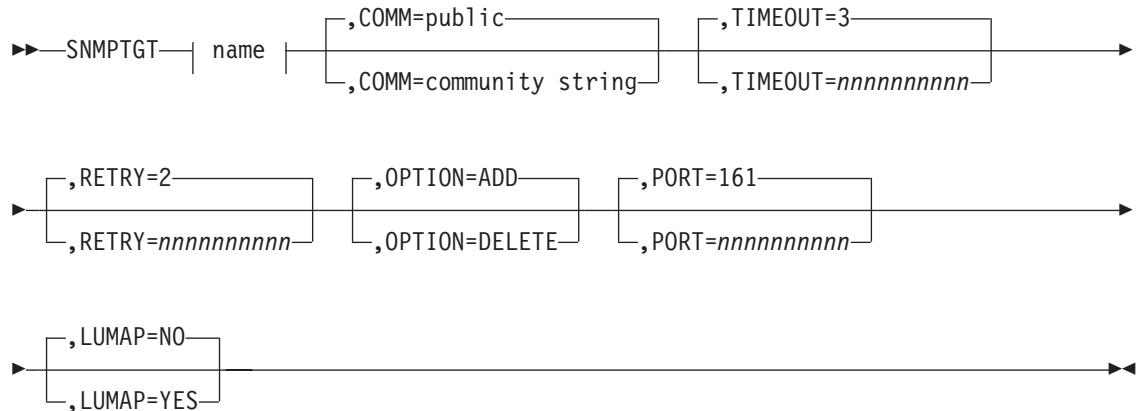 ,COMM=public ,TIMEOUT=3
SNMPTGT name
,COMM=community string ,TIMEOUT=nnnnnnnnnn
,RETRY=2 ,OPTION=ADD ,PORT=161
,RETRY=nnnnnnnnnn ,OPTION=DELETE ,PORT=nnnnnnnnnn
,LUMAP=NO
,LUMAP=YES